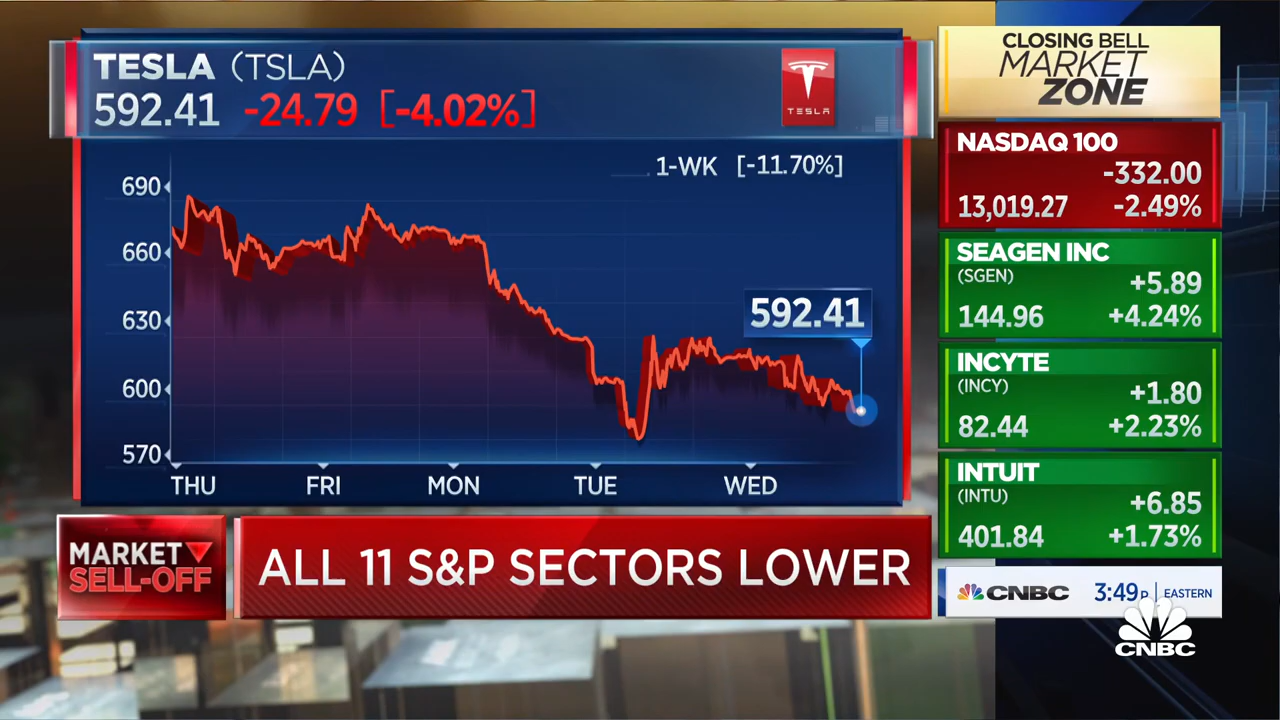 TESLA (TSLA)
592.41 -24.79 [-4.02%]
TESLA
1-WK [-11.70%]
690
660
630
600
570
592.41
THU FRI MON TUE WED
MARKET
SELL-OFF
ALL 11 S&P SECTORS LOWER
CLOSING BELL
MARKET
ZONE
NASDAQ 100
-332.00
13,019.27 -2.49%
SEAGEN INC
(SGEN) +5.89
144.96 +4.24%
INCYTE
(INCY) +1.80
82.44 +2.23%
INTUIT
(INTU) +6.85
401.84 +1.73%
CNBC 3:49P | EASTERN
CNBC